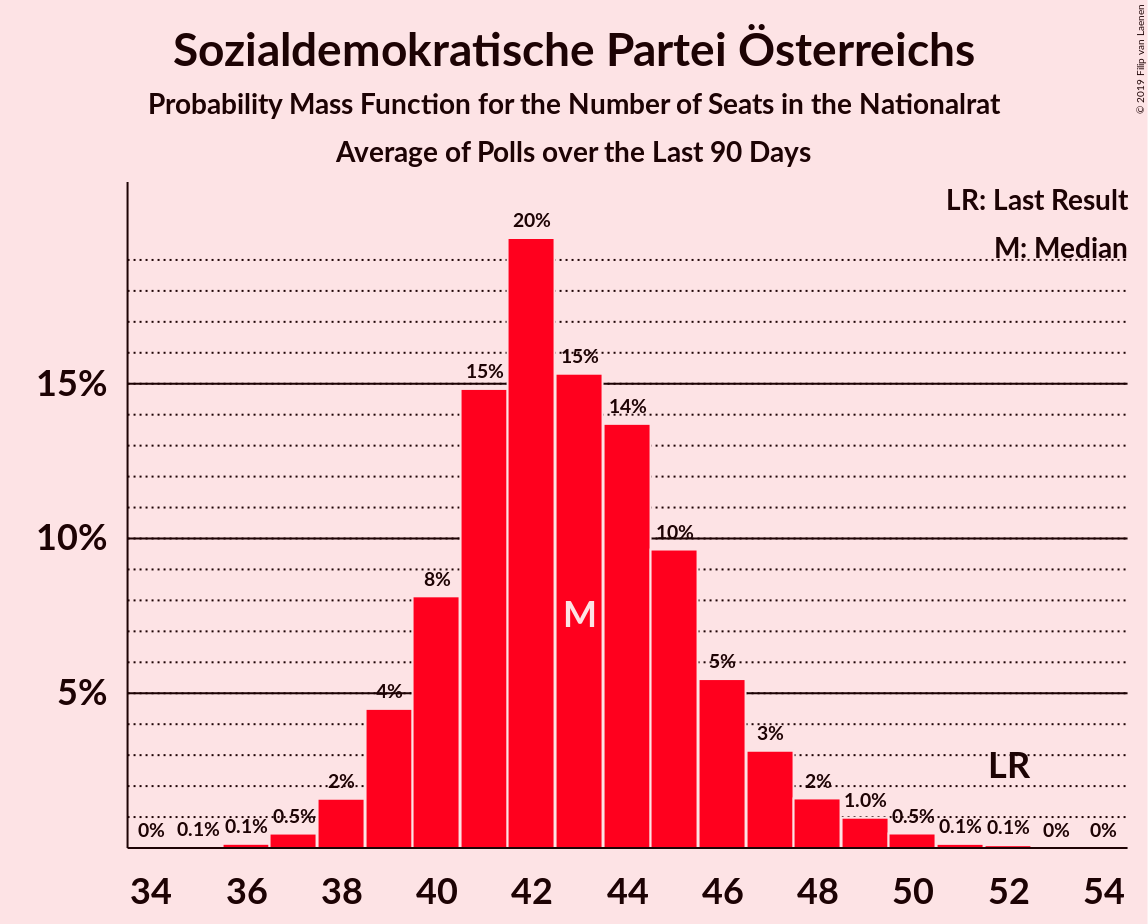 Sozialdemokratische Partei Österreichs
Probability Mass Function for the Number of Seats in the Nationalrat
Average of Polls over the Last 90 Days
© 2019 Filip van Laenen
LR: Last Result
M: Median
20%
15%
15%
15%
14%
10%
10%
8%
M
5%
5%
4%
3%
LR
2%
2%
1.0%
0.5%
0.5%
0%
0.1%
0.1%
0.1%
0.1%
0%
0%
34 36 38 40 42 44 46 48 50 52 54